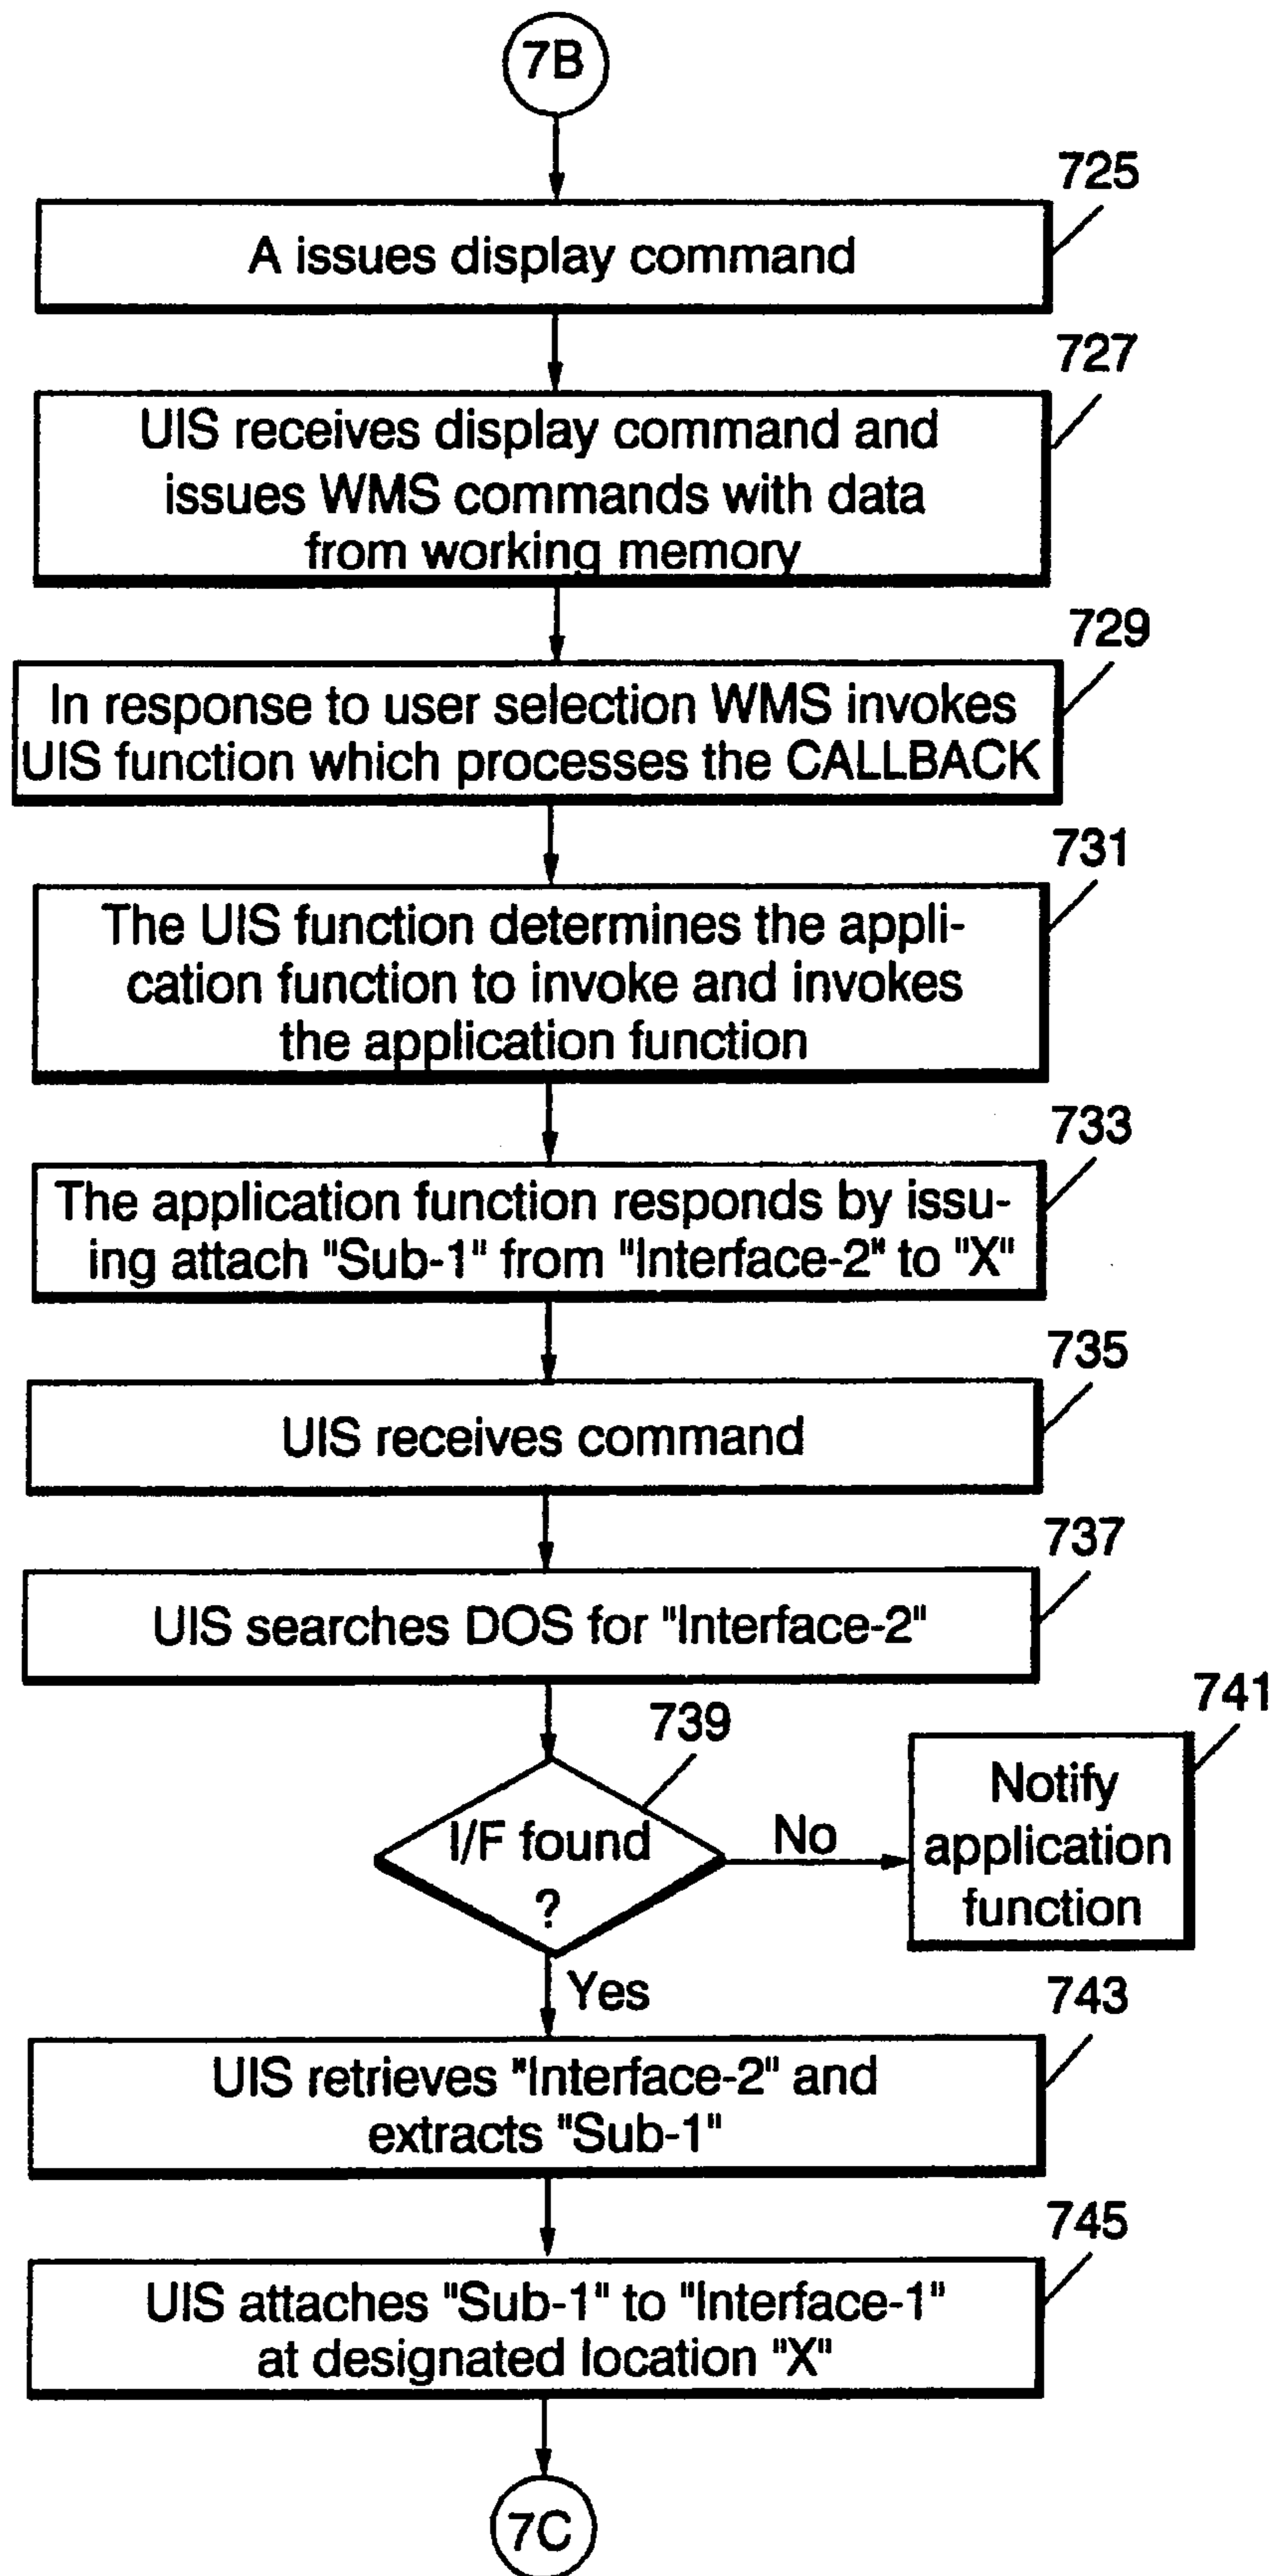 7B
725
A issues display command
727
UIS receives display command and
issues WMS commands with data
from working memory
729
In response to user selection WMS invokes
UIS function which processes the CALLBACK
731
The UIS function determines the appli-
cation function to invoke and invokes
the application function
733
The application function responds by issu-
ing attach "Sub-1" from "Interface-2" to "X"
735
UIS receives command
737
UIS searches DOS for "Interface-2"
739
I/F found
?
No
741
Notify
application
function
Yes
743
UIS retrieves "Interface-2" and
extracts "Sub-1"
745
UIS attaches "Sub-1" to "Interface-1"
at designated location "X"
7C